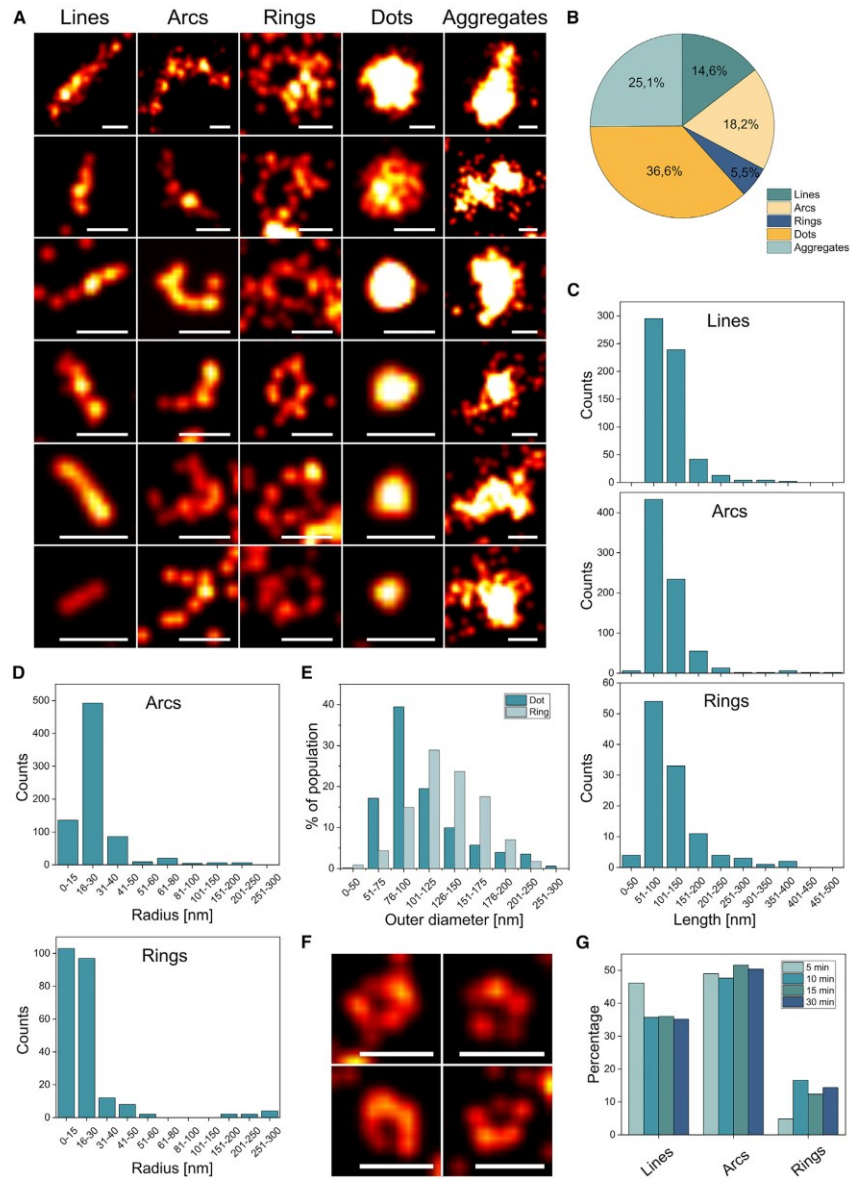 A
Lines Arcs Rings Dots Aggregates
B
14,6%
18,2%
5,5%
36,6%
25,1%
Lines
Arcs
Rings
Dots
Aggregates
C
Lines
Counts
300
250
200
150
100
50
0
Arcs
Counts
400
300
200
100
0
Rings
Counts
60
50
40
30
20
10
0
0-50 51-100 101-150 151-200 201-250 251-300 301-350 351-400 401-450 451-500
Length [nm]
D
Arcs
Counts
500
400
300
200
100
0
0-15 16-30 31-40 41-50 51-60 61-80 81-100 101-150 151-200 201-250 251-300
Radius [nm]
Rings
Counts
100
80
60
40
20
0
0-15 16-30 31-40 41-50 51-60 61-80 81-100 101-150 151-200 201-250 251-300
Radius [nm]
E
Dot
Ring
% of population
40
30
20
10
0
0-50 51-75 76-100 101-125 126-150 151-175 176-200 201-250 251-300
Outer diameter [nm]
F
G
5 min
10 min
15 min
30 min
Percentage
50
40
30
20
10
0
Lines Arcs Rings